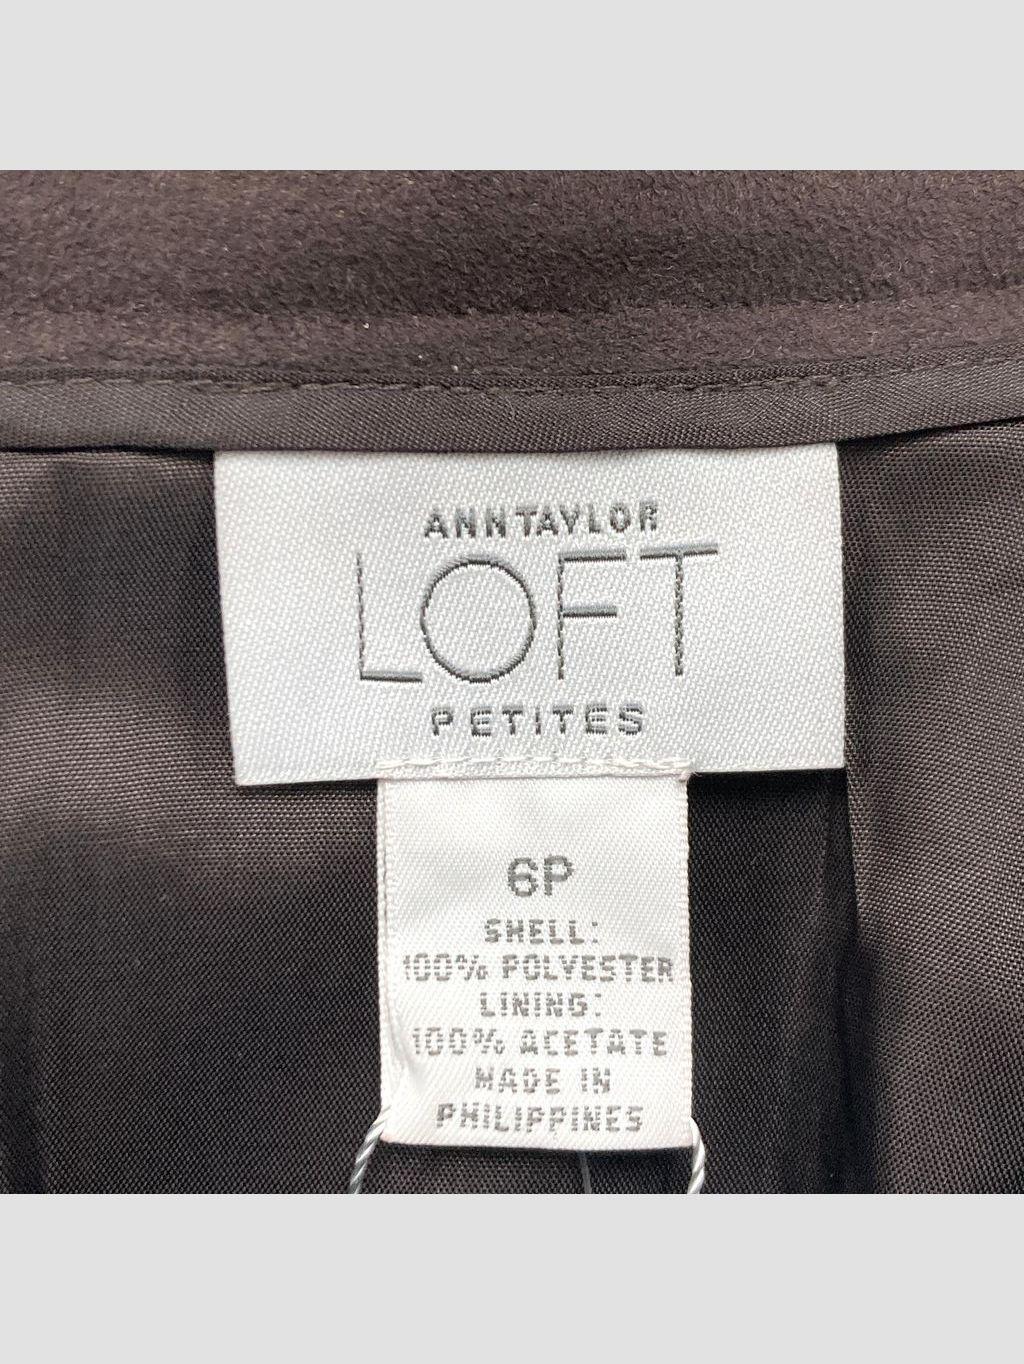 ANNTAYLOR
LOFT
PETITES
6P
SHELL:
100% POLYESTER
LINING:
100% ACETATE
MADE IN
PHILIPPINES